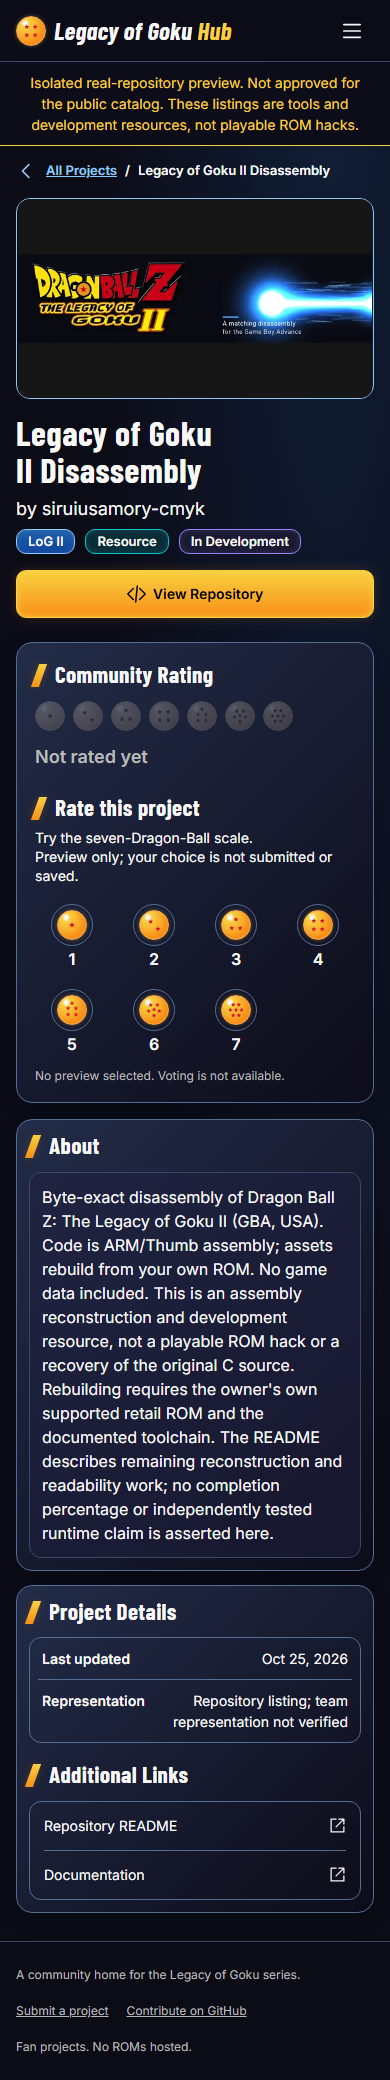 Legacy of Goku Hub
Isolated real-repository preview. Not approved for
the public catalog. These listings are tools and
development resources, not playable ROM hacks.
All Projects / Legacy of Goku II Disassembly
DRAGON BALL Z
THE LEGACY OF
GOKU II
A matching disassembly
for the Game Boy Advance
Legacy of Goku
II Disassembly
by siruiusamory-cmyk
LoG II Resource In Development
View Repository
Community Rating
Not rated yet
Rate this project
Try the seven-Dragon-Ball scale.
Preview only; your choice is not submitted or
saved.
1 2 3 4
5 6 7
No preview selected. Voting is not available.
About
Byte-exact disassembly of Dragon Ball
Z: The Legacy of Goku II (GBA, USA).
Code is ARM/Thumb assembly; assets
rebuild from your own ROM. No game
data included. This is an assembly
reconstruction and development
resource, not a playable ROM hack or a
recovery of the original C source.
Rebuilding requires the owner's own
supported retail ROM and the
documented toolchain. The README
describes remaining reconstruction and
readability work; no completion
percentage or independently tested
runtime claim is asserted here.
Project Details
Last updated Oct 25, 2026
Representation Repository listing; team
representation not verified
Additional Links
Repository README
Documentation
A community home for the Legacy of Goku series.
Submit a project Contribute on GitHub
Fan projects. No ROMs hosted.